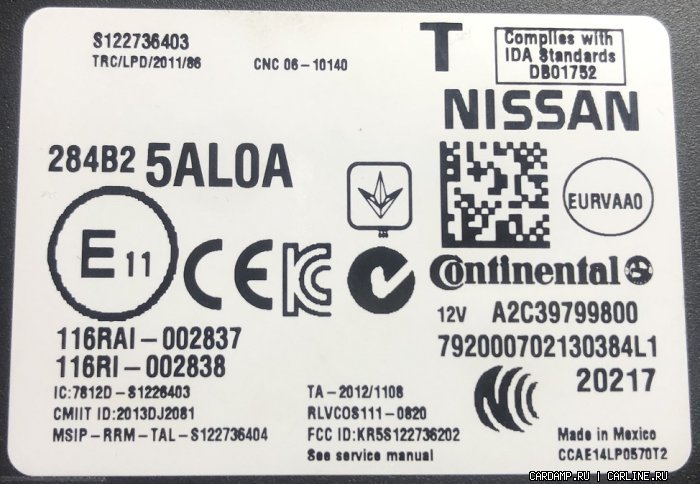 S122736403
TRC/LPD/2011/86
CNC 06-10140
T
Complies with
IDA Standards
DB01752
NISSAN
284B2 5AL0A
EURVAA0
E 11
CE
KC
Continental
12V A2C39799800
116RAI-002837
116RI-002838
792000702130384L1
20217
IC:7812D-S1226403
CMIIT ID:2013DJ2081
MSIP-RRM-TAL-S122736404
TA-2012/1108
RLVCOS111-0820
FCC ID:KR5S122736202
See service manual
Made in Mexico
CCAE14LP0570T2
CARDAMP.RU | CARLINE.RU